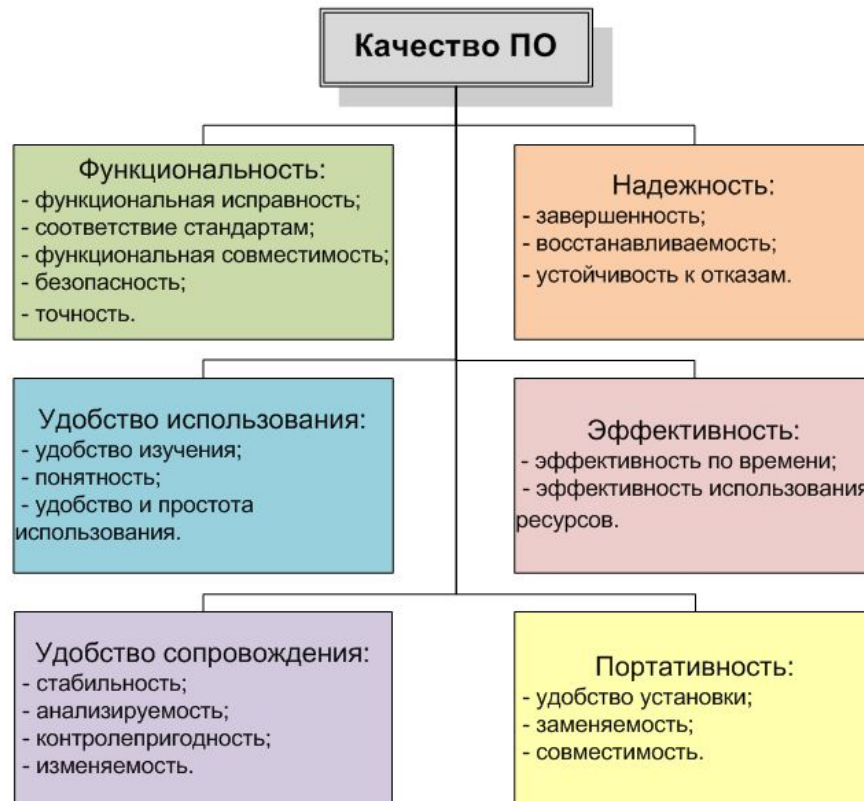 Качество ПО
Функциональность:
- функциональная исправность;
- соответствие стандартам;
- функциональная совместимость;
- безопасность;
- точность.
Надежность:
- завершенность;
- восстанавливаемость;
- устойчивость к отказам.
Удобство использования:
- удобство изучения;
- понятность;
- удобство и простота
использования.
Эффективность:
- эффективность по времени;
- эффективность использования
ресурсов.
Удобство сопровождения:
- стабильность;
- анализируемость;
- контролепригодность;
- изменяемость.
Портативность:
- удобство установки;
- заменяемость;
- совместимость.